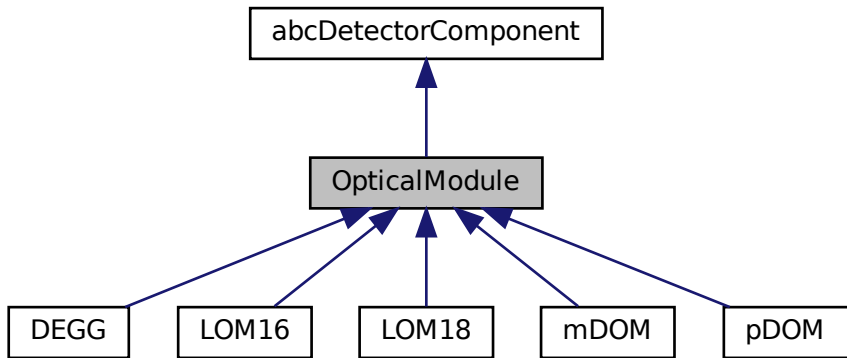 abcDetectorComponent
OpticalModule
DEGG
LOM16
LOM18
mDOM
pDOM